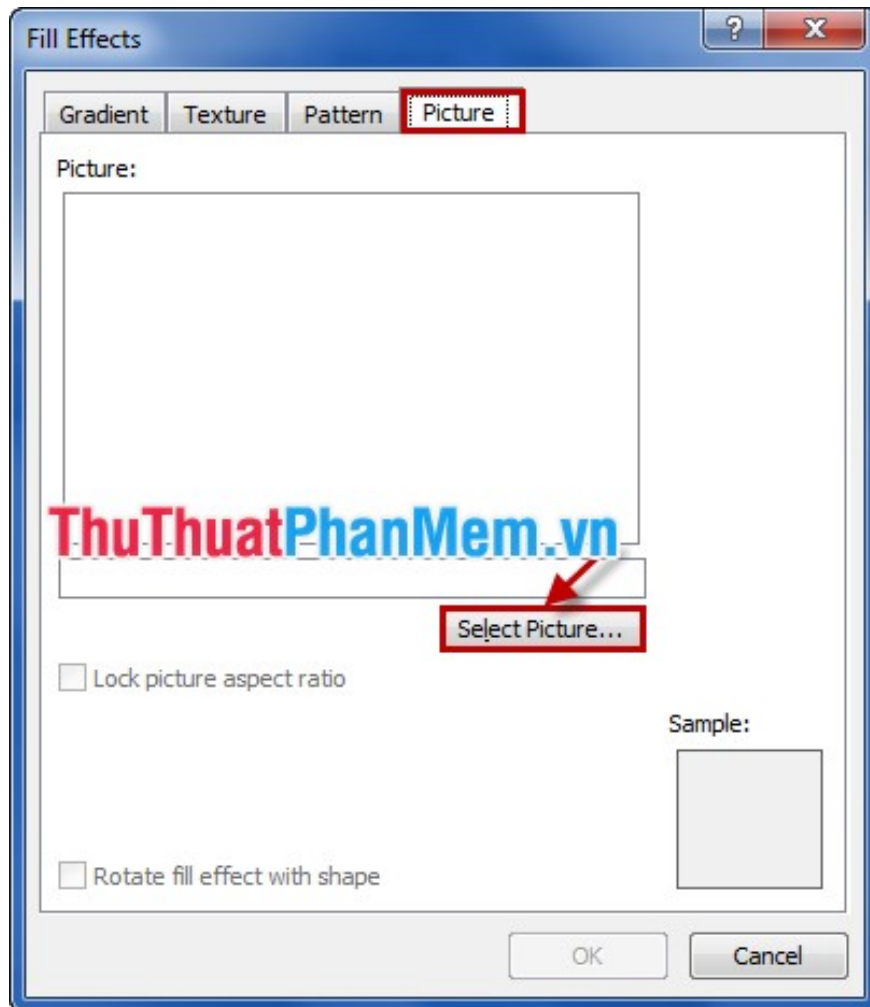 Fill Effects
?
X
Gradient Texture Pattern Picture
Picture:
ThuThuatPhanMem.vn
Select Picture...
Lock picture aspect ratio
Sample:
Rotate fill effect with shape
OK Cancel